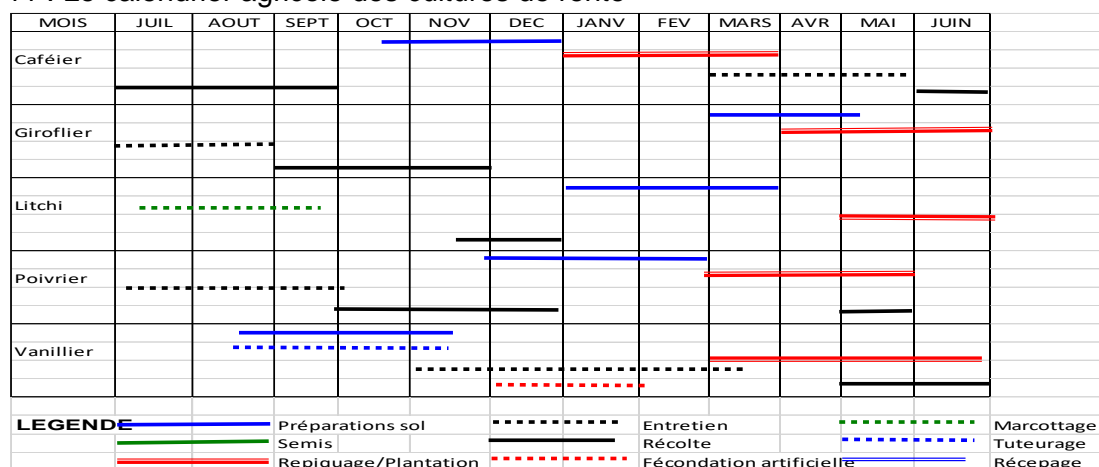 MOIS JUIL AOUT SEPT OCT NOV DEC JANV FEV MARS AVR MAI JUIN
Caféier
Giroflier
Litchi
Poivrier
Vanillier
LEGENDE Préparations sol Entretien Marcottage
Semis Récolte Tuteurage
Repiquage/Plantation Fécondation artificielle Récepage